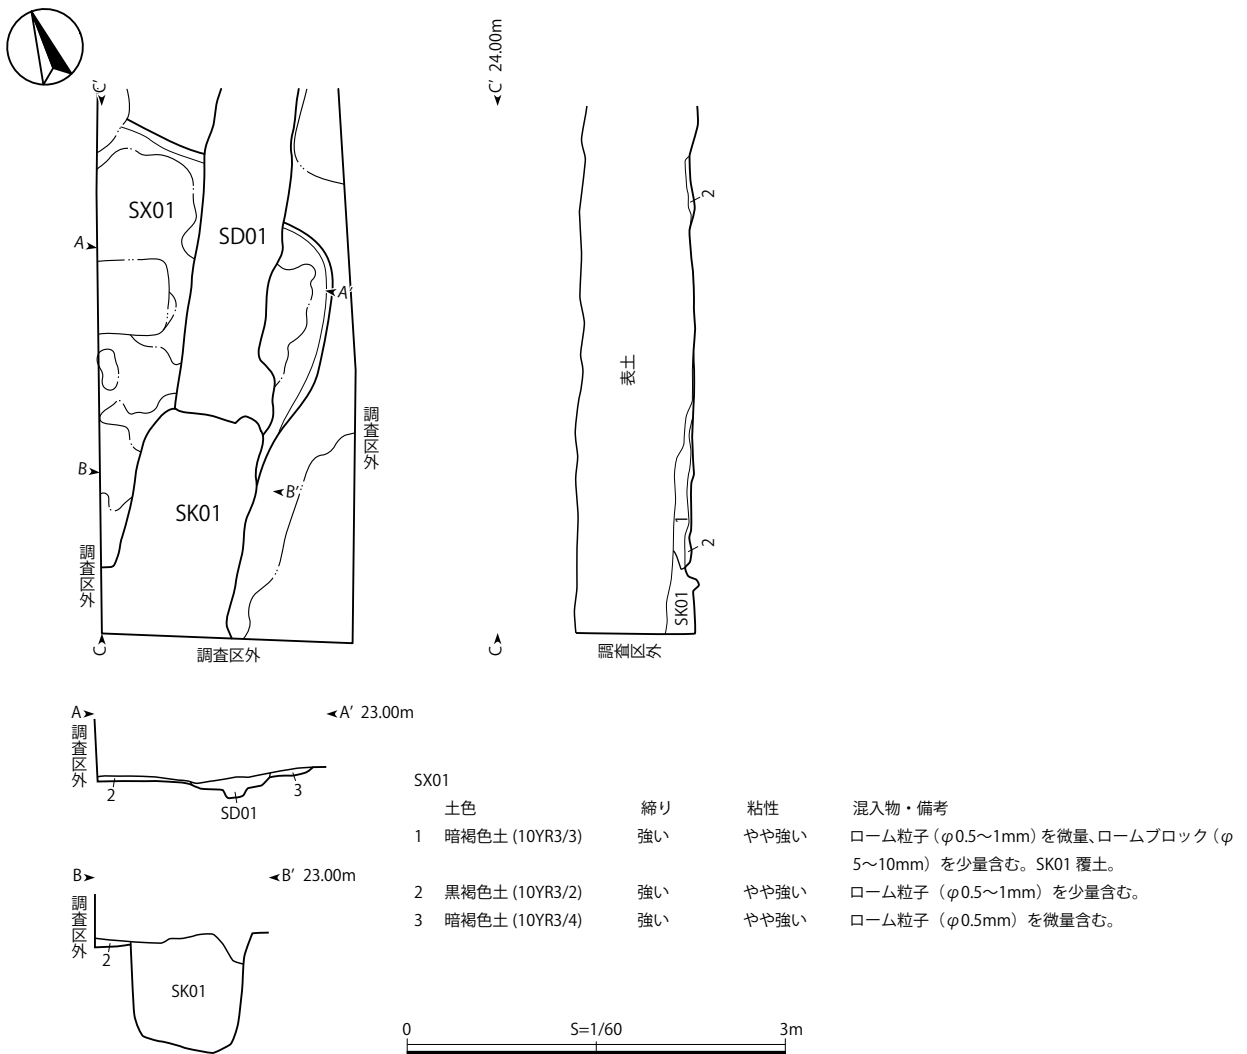 C′
C′ 24.00m
SX01
SD01
A
A′
2
表土
調査区外
B
B′
SK01
1
2
調査区外
SK01
C
調査区外
C
調査区外
A
A′ 23.00m
調査区外
2
3
SD01
B
B′ 23.00m
調査区外
2
SK01
SX01
土色 締り 粘性 混入物・備考
1 暗褐色土 (10YR3/3) 強い やや強い ローム粒子（φ0.5～1mm）を微量、ロームブロック（φ
5～10mm）を少量含む。SK01 覆土。
2 黒褐色土 (10YR3/2) 強い やや強い ローム粒子（φ0.5～1mm）を少量含む。
3 暗褐色土 (10YR3/4) 強い やや強い ローム粒子（φ0.5mm）を微量含む。
0 S=1/60 3m